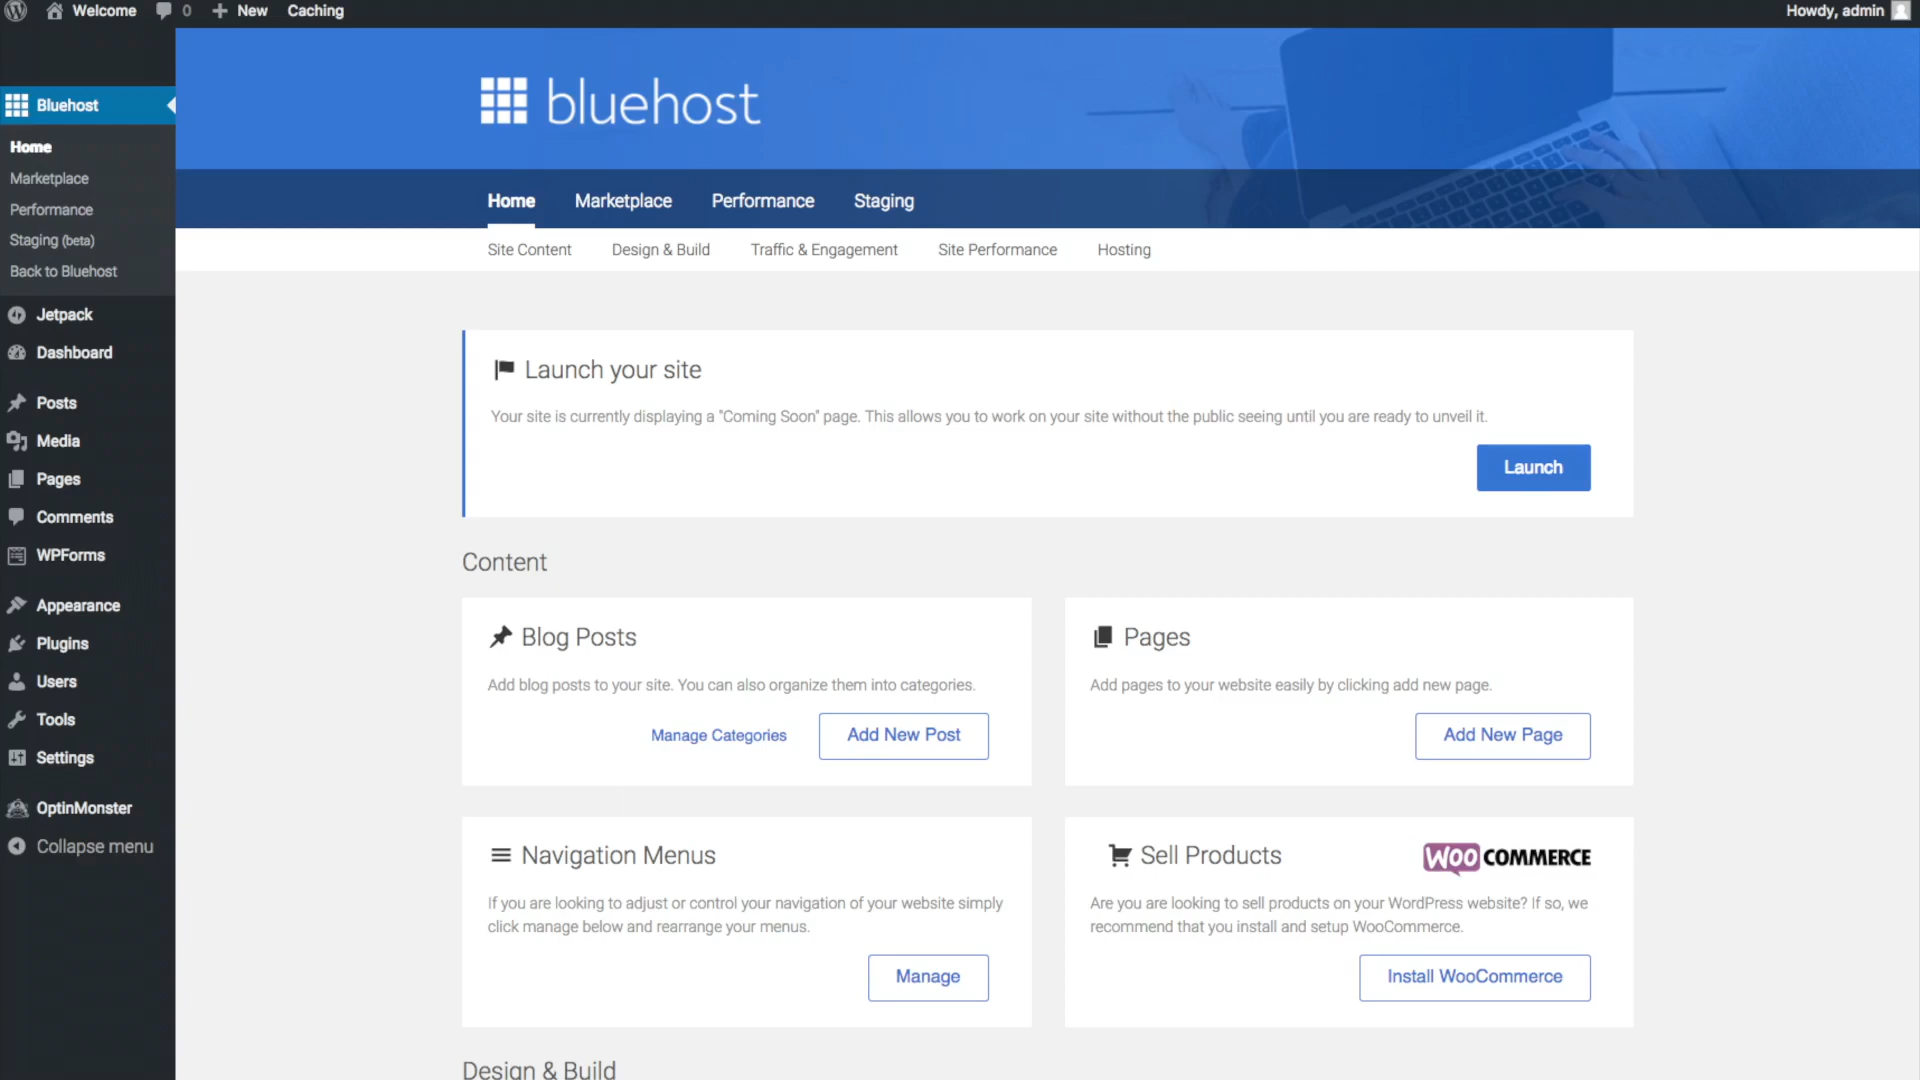 Welcome 0 New Caching Howdy, admin
bluehost
Bluehost
Home
Marketplace
Performance
Staging (beta)
Back to Bluehost
Jetpack
Dashboard
Posts
Media
Pages
Comments
WPForms
Appearance
Plugins
Users
Tools
Settings
OptinMonster
Collapse menu
Home Marketplace Performance Staging
Site Content Design & Build Traffic & Engagement Site Performance Hosting
Launch your site
Your site is currently displaying a "Coming Soon" page. This allows you to work on your site without the public seeing until you are ready to unveil it.
Launch
Content
Blog Posts
Add blog posts to your site. You can also organize them into categories.
Manage Categories Add New Post
Pages
Add pages to your website easily by clicking add new page.
Add New Page
Navigation Menus
If you are looking to adjust or control your navigation of your website simply
click manage below and rearrange your menus.
Manage
Sell Products WOO COMMERCE
Are you are looking to sell products on your WordPress website? If so, we
recommend that you install and setup WooCommerce.
Install WooCommerce
Design & Build